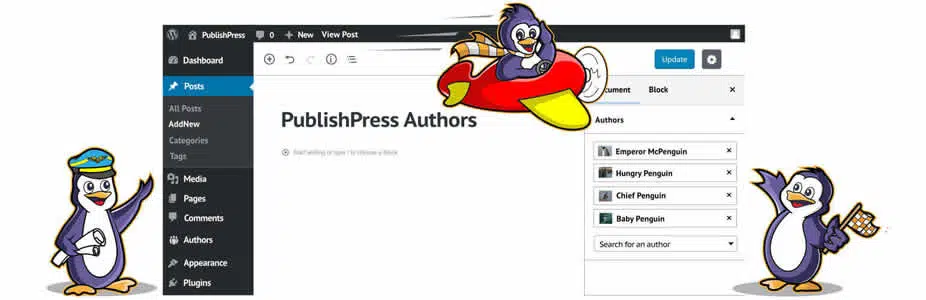 PublishPress 0 New View Post
Dashboard
Posts
All Posts
AddNew
Categories
Tags
Media
Pages
Comments
Authors
Appearance
Plugins
Update
PublishPress Authors
Start writing or type / to choose a block
cument Block
Authors
Emperor McPenguin
Hungry Penguin
Chief Penguin
Baby Penguin
Search for an author